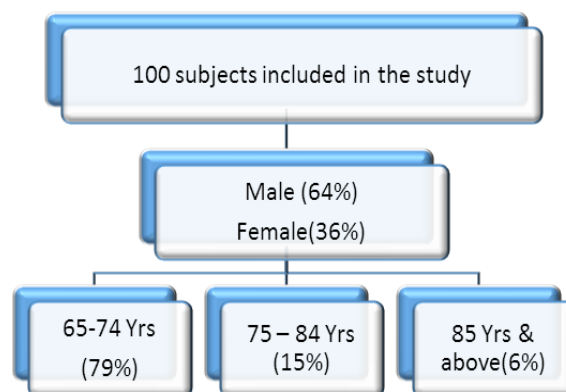 100 subjects included in the study
Male (64%)
Female(36%)
65-74 Yrs
(79%)
75 – 84 Yrs
(15%)
85 Yrs &
above(6%)